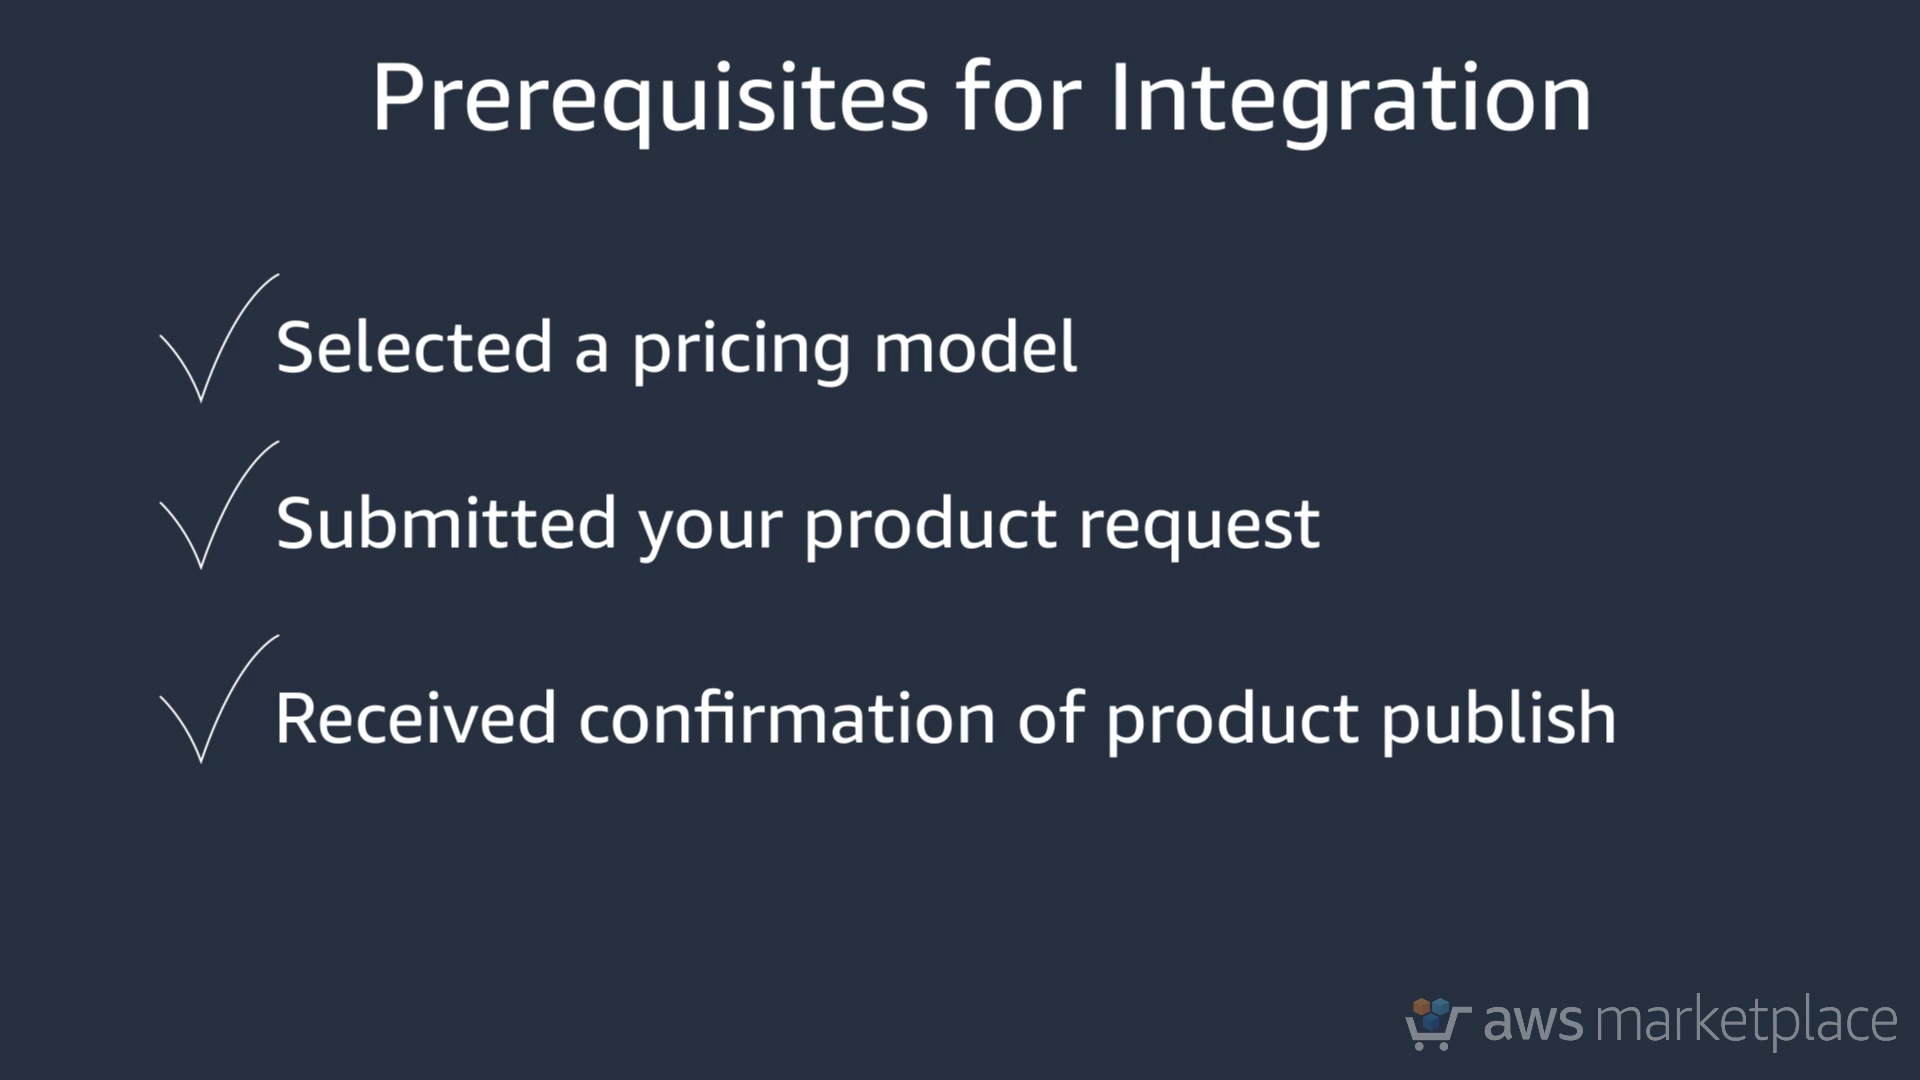 Prerequisites for Integration
Selected a pricing model
Submitted your product request
Received confirmation of product publish
aws marketplace